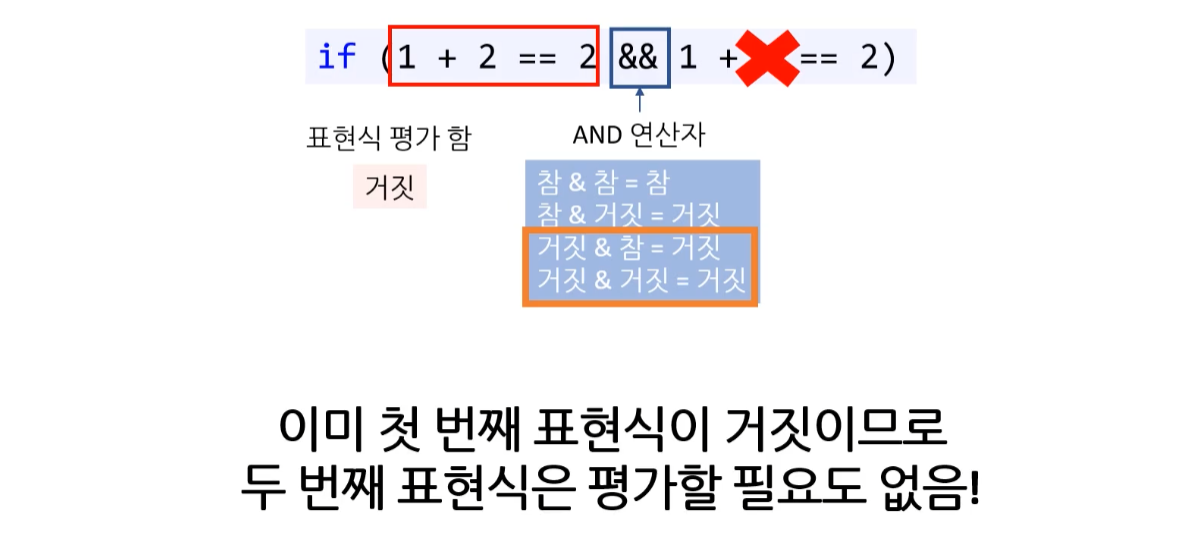 if (1 + 2 == 2 && 1 + == 2)
표현식 평가 함
거짓
AND 연산자
참 & 참 = 참
참 & 거짓 = 거짓
거짓 & 참 = 거짓
거짓 & 거짓 = 거짓
이미 첫 번째 표현식이 거짓이므로
두 번째 표현식은 평가할 필요도 없음!